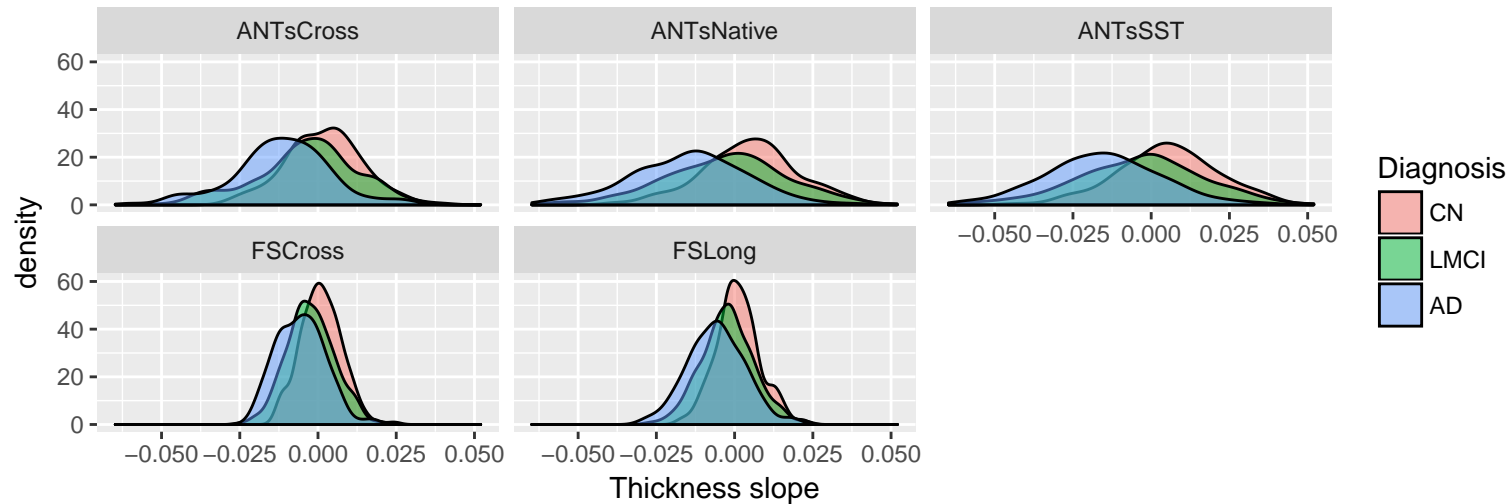 ANTsCross
ANTsNative
ANTsSST
60
40
20
0
−0.050 −0.025 0.000 0.025 0.050
FSCross
FSLong
60
40
20
0
−0.050 −0.025 0.000 0.025 0.050
−0.050 −0.025 0.000 0.025 0.050
Thickness slope
density
Diagnosis
CN
LMCI
AD